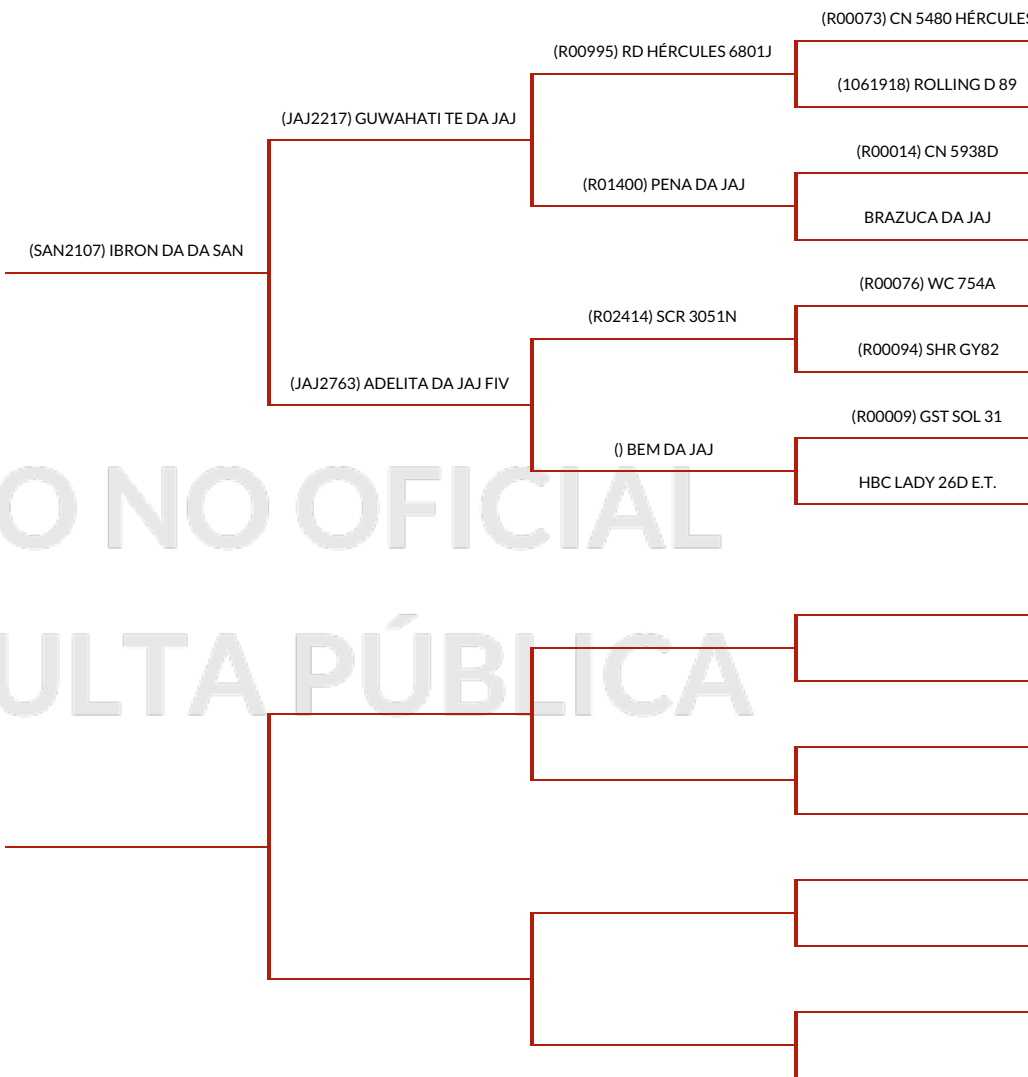 (R00073) CN 5480 HÉRCULES
(R00995) RD HÉRCULES 6801J
(1061918) ROLLING D 89
(JAJ2217) GUWAHATI TE DA JAJ
(R00014) CN 5938D
(R01400) PENA DA JAJ
BRAZUCA DA JAJ
(SAN2107) IBRON DA DA SAN
(R00076) WC 754A
(R02414) SCR 3051N
(R00094) SHR GY82
(JAJ2763) ADELITA DA JAJ FIV
(R00009) GST SOL 31
() BEM DA JAJ
HBC LADY 26D E.T.
O NO OFICIAL
ULTA PÚBLICA